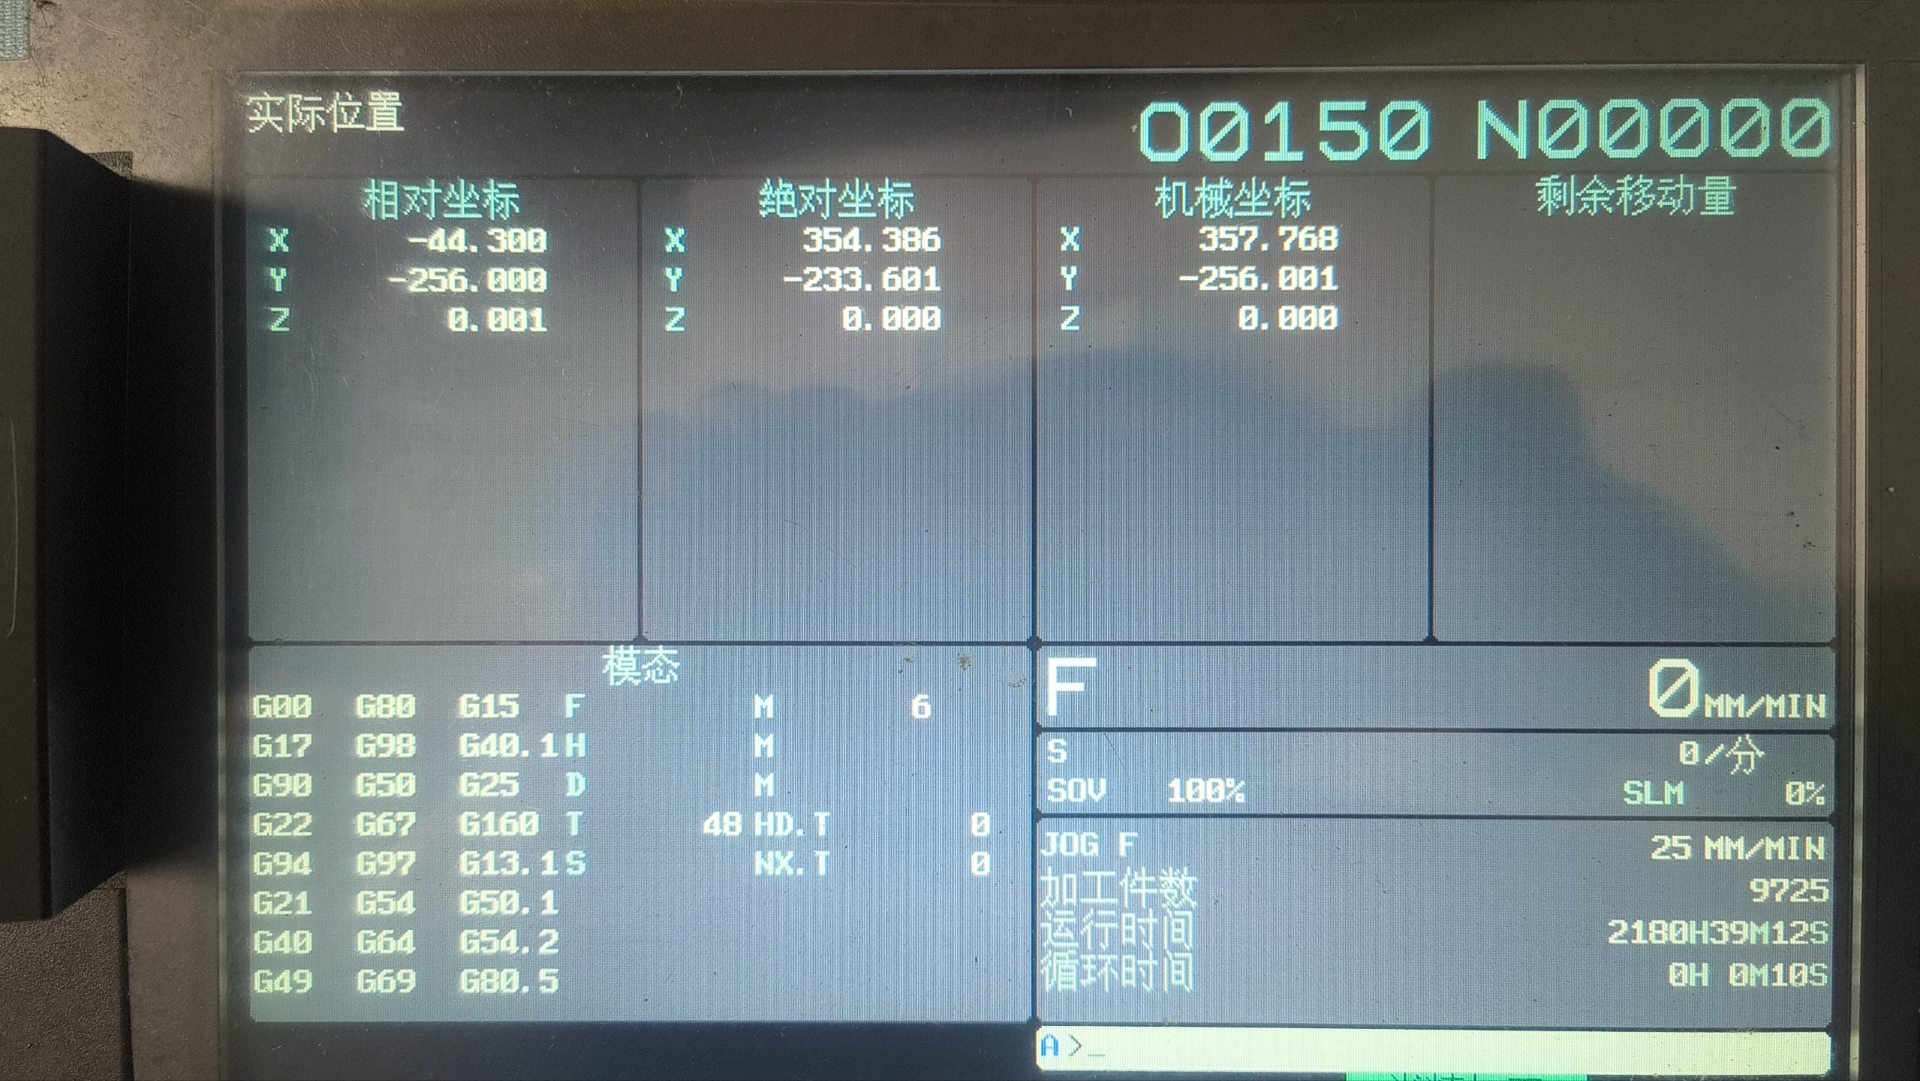 实际位置 O0150 N00000
相对坐标 绝对坐标 机械坐标 剩余移动量
X -44.300 X 354.386 X 357.768
Y -256.000 Y -233.601 Y -256.001
Z 0.001 Z 0.000 Z 0.000
模态
G00 G80 G15 F M 6
G17 G98 G40.1 H M
G90 G50 G25 D M
G22 G67 G160 T 48 HD.T 0
G94 G97 G13.1 S NX.T 0
G21 G54 G50.1
G40 G64 G54.2
G49 G69 G80.5
F 0 MM/MIN
S 0/分
SOV 100% SLM 0%
JOG F 25 MM/MIN
加工件数 9725
运行时间 2180H39M12S
循环时间 0H 0M10S
A>_